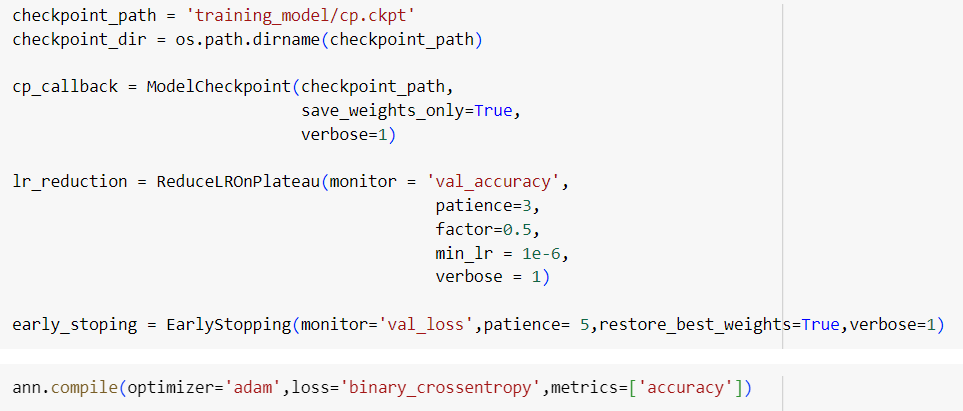 checkpoint_path = 'training_model/cp.ckpt'
checkpoint_dir = os.path.dirname(checkpoint_path)
cp_callback = ModelCheckpoint(checkpoint_path,
save_weights_only=True,
verbose=1)
lr_reduction = ReduceLROnPlateau(monitor = 'val_accuracy',
patience=3,
factor=0.5,
min_lr = 1e-6,
verbose = 1)
early_stoping = EarlyStopping(monitor='val_loss',patience= 5,restore_best_weights=True,verbose=1)
ann.compile(optimizer='adam',loss='binary_crossentropy',metrics=['accuracy'])